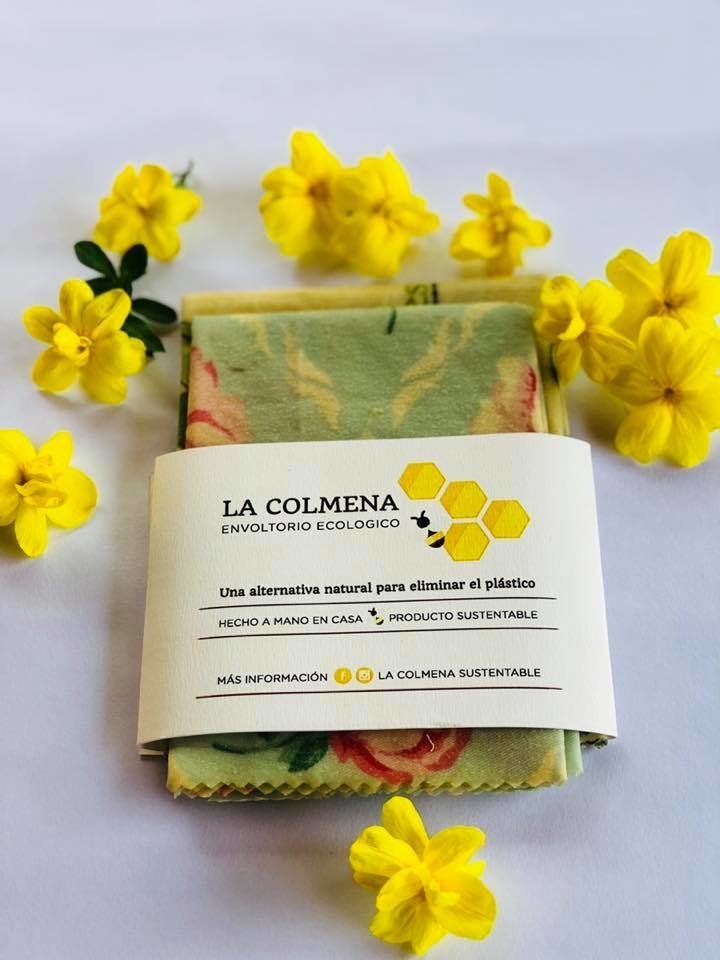 LA COLMENA
ENVOLTORIO ECOLOGICO
Una alternativa natural para eliminar el plástico
HECHO A MANO EN CASA PRODUCTO SUSTENTABLE
MÁS INFORMACIÓN f LA COLMENA SUSTENTABLE